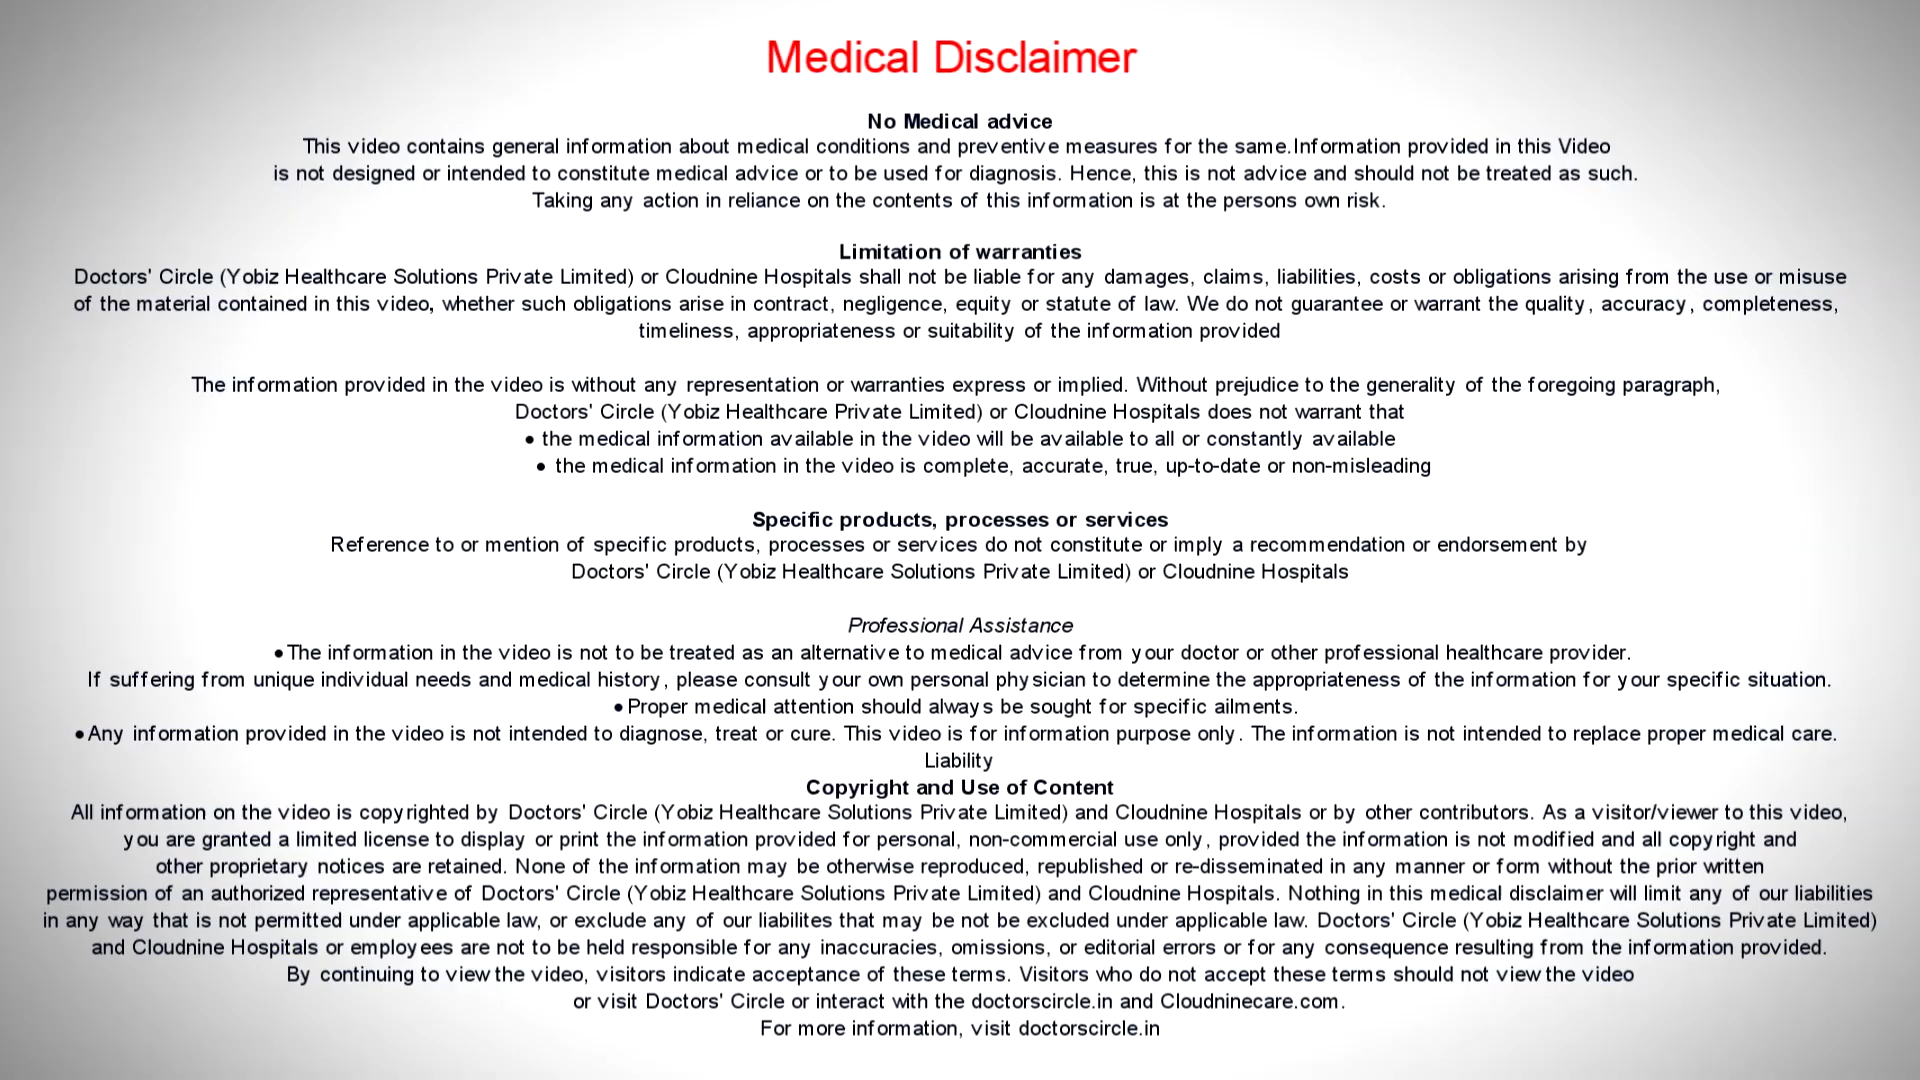 Medical Disclaimer
No Medical advice
This video contains general information about medical conditions and preventive measures for the same.Information provided in this Video
is not designed or intended to constitute medical advice or to be used for diagnosis. Hence, this is not advice and should not be treated as such.
Taking any action in reliance on the contents of this information is at the persons own risk.
Limitation of warranties
Doctors' Circle (Yobiz Healthcare Solutions Private Limited) or Cloudnine Hospitals shall not be liable for any damages, claims, liabilities, costs or obligations arising from the use or misuse
of the material contained in this video, whether such obligations arise in contract, negligence, equity or statute of law. We do not guarantee or warrant the quality, accuracy, completeness,
timeliness, appropriateness or suitability of the information provided
The information provided in the video is without any representation or warranties express or implied. Without prejudice to the generality of the foregoing paragraph,
Doctors' Circle (Yobiz Healthcare Private Limited) or Cloudnine Hospitals does not warrant that
• the medical information available in the video will be available to all or constantly available
• the medical information in the video is complete, accurate, true, up-to-date or non-misleading
Specific products, processes or services
Reference to or mention of specific products, processes or services do not constitute or imply a recommendation or endorsement by
Doctors' Circle (Yobiz Healthcare Solutions Private Limited) or Cloudnine Hospitals
Professional Assistance
•The information in the video is not to be treated as an alternative to medical advice from your doctor or other professional healthcare provider.
If suffering from unique individual needs and medical history, please consult your own personal physician to determine the appropriateness of the information for your specific situation.
•Proper medical attention should always be sought for specific ailments.
•Any information provided in the video is not intended to diagnose, treat or cure. This video is for information purpose only. The information is not intended to replace proper medical care.
Liability
Copyright and Use of Content
All information on the video is copyrighted by Doctors' Circle (Yobiz Healthcare Solutions Private Limited) and Cloudnine Hospitals or by other contributors. As a visitor/viewer to this video,
you are granted a limited license to display or print the information provided for personal, non-commercial use only, provided the information is not modified and all copyright and
other proprietary notices are retained. None of the information may be otherwise reproduced, republished or re-disseminated in any manner or form without the prior written
permission of an authorized representative of Doctors' Circle (Yobiz Healthcare Solutions Private Limited) and Cloudnine Hospitals. Nothing in this medical disclaimer will limit any of our liabilities
in any way that is not permitted under applicable law, or exclude any of our liabilites that may be not be excluded under applicable law. Doctors' Circle (Yobiz Healthcare Solutions Private Limited)
and Cloudnine Hospitals or employees are not to be held responsible for any inaccuracies, omissions, or editorial errors or for any consequence resulting from the information provided.
By continuing to view the video, visitors indicate acceptance of these terms. Visitors who do not accept these terms should not view the video
or visit Doctors' Circle or interact with the doctorscircle.in and Cloudninecare.com.
For more information, visit doctorscircle.in